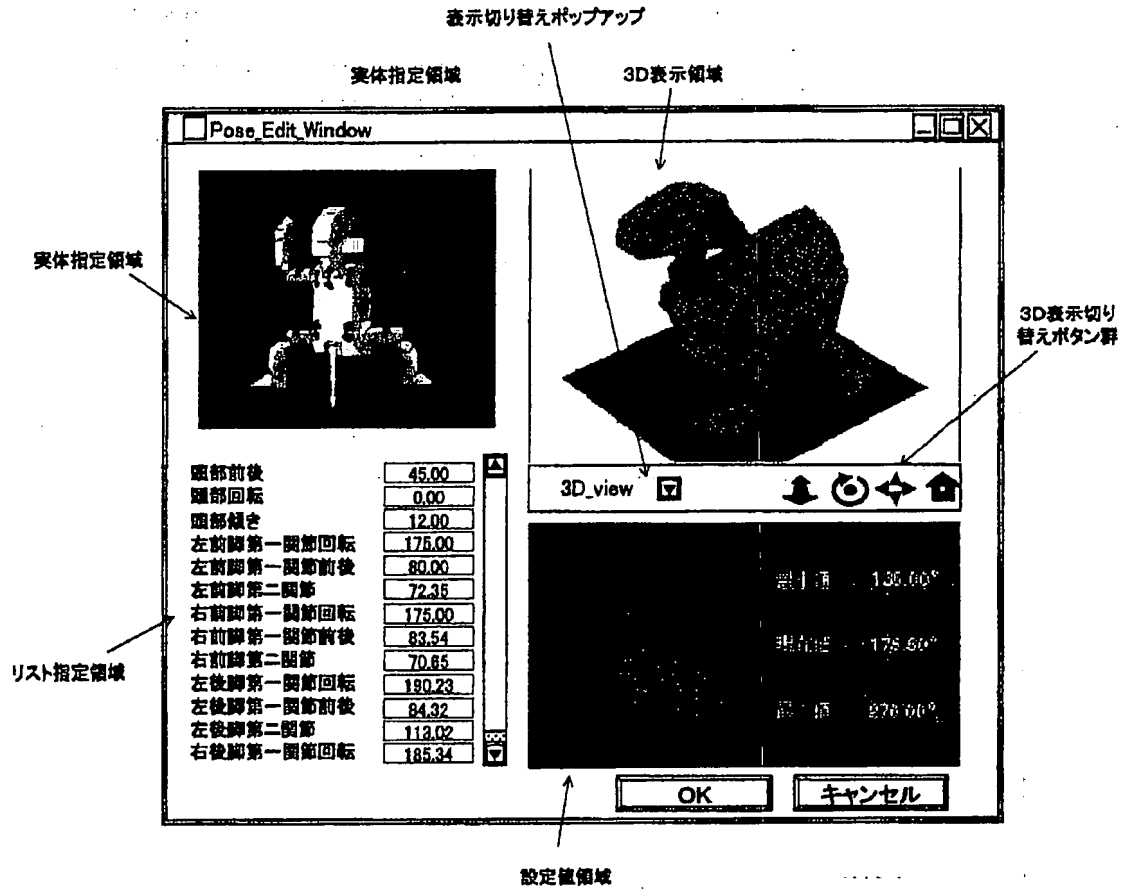 表示切り替えポップアップ
実体指定領域
3D表示領域
Pose_Edit_Window
実体指定領域
3D表示切り
替えボタン群
3D_view
頭部前後 45.00
頭部回転 0.00
頭部傾き 12.00
左前脚第一関節回転 175.00
左前脚第一関節前後 80.00
左前脚第二関節 72.35
右前脚第一関節回転 175.00
右前脚第一関節前後 83.54
右前脚第二関節 70.65
左後脚第一関節回転 190.23
左後脚第一関節前後 84.32
左後脚第二関節 113.02
右後脚第一関節回転 185.34
リスト指定領域
現在値
OK
キャンセル
設定値領域